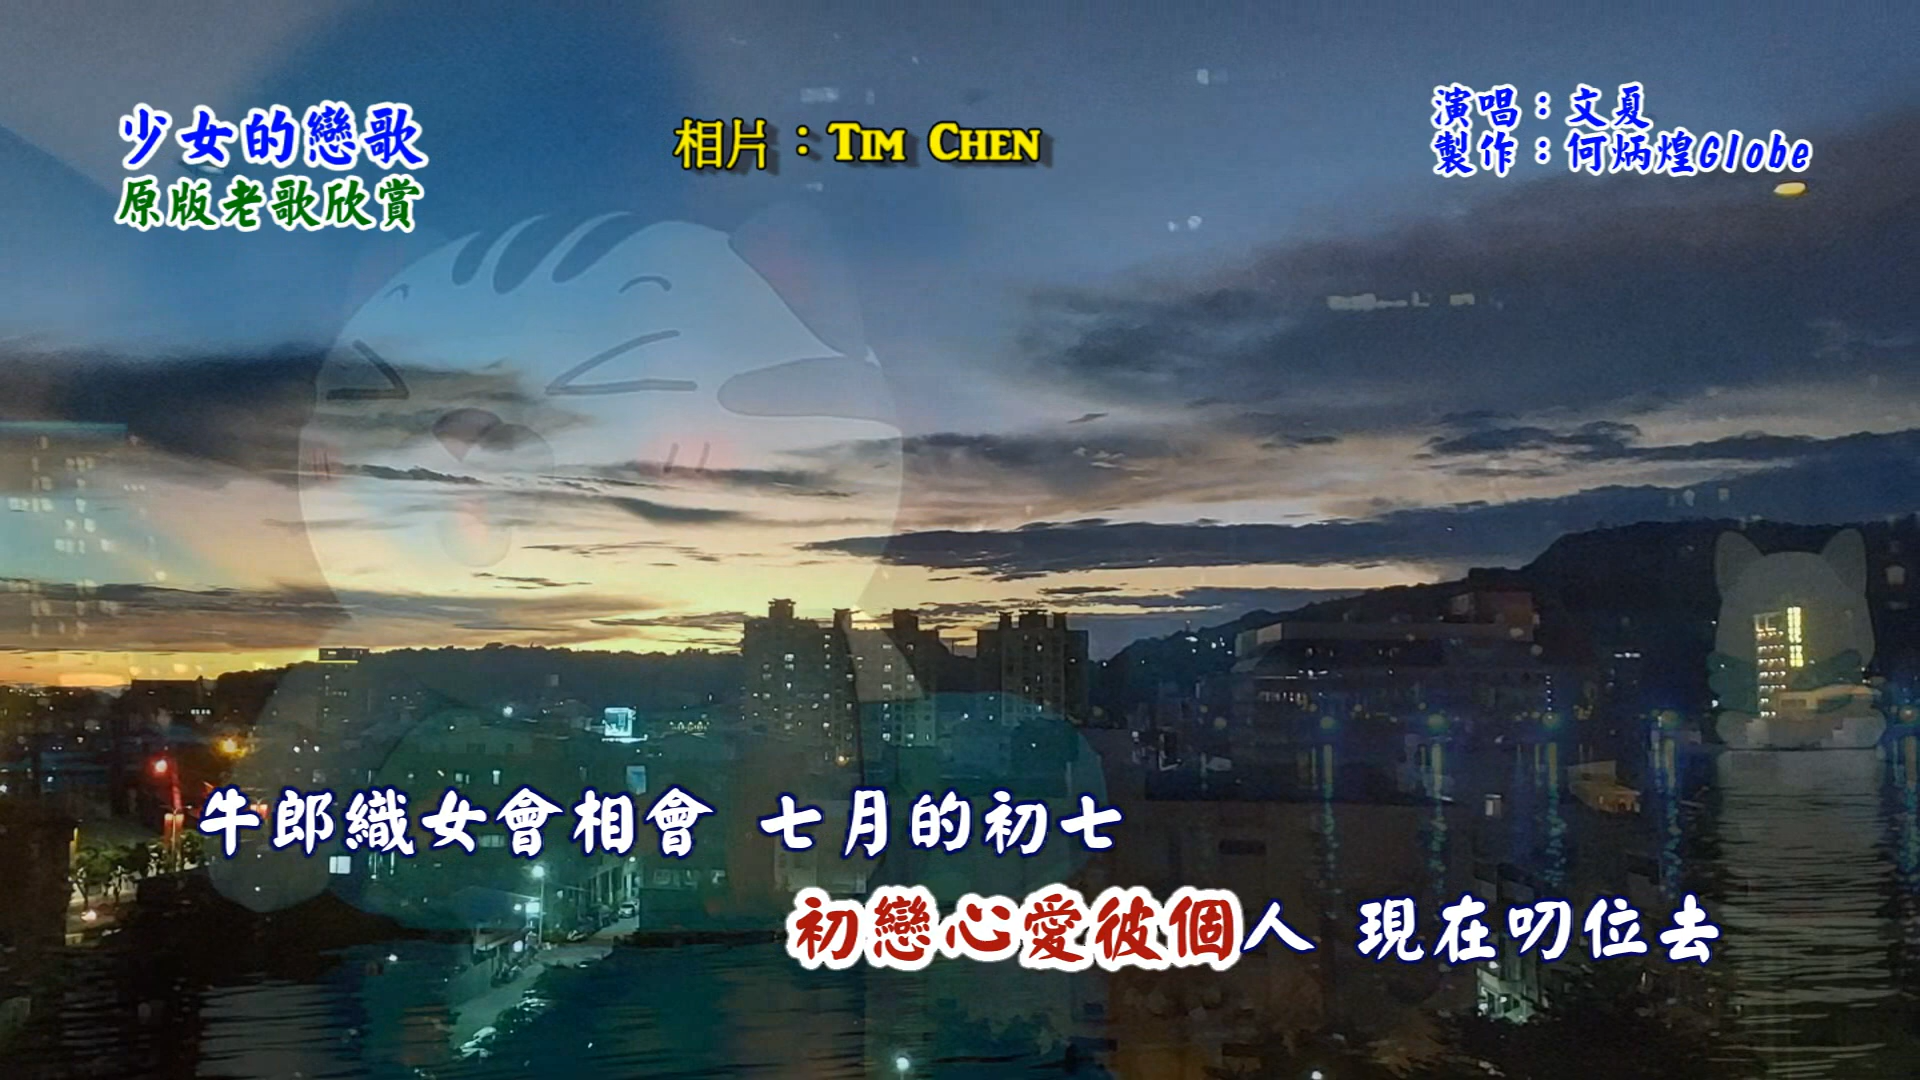 少女的戀歌
原版老歌欣賞
相片：TIM CHEN
演唱：文夏
製作：何炳煌Globe
牛郎織女會相會 七月的初七
初戀心愛彼個人 現在叨位去